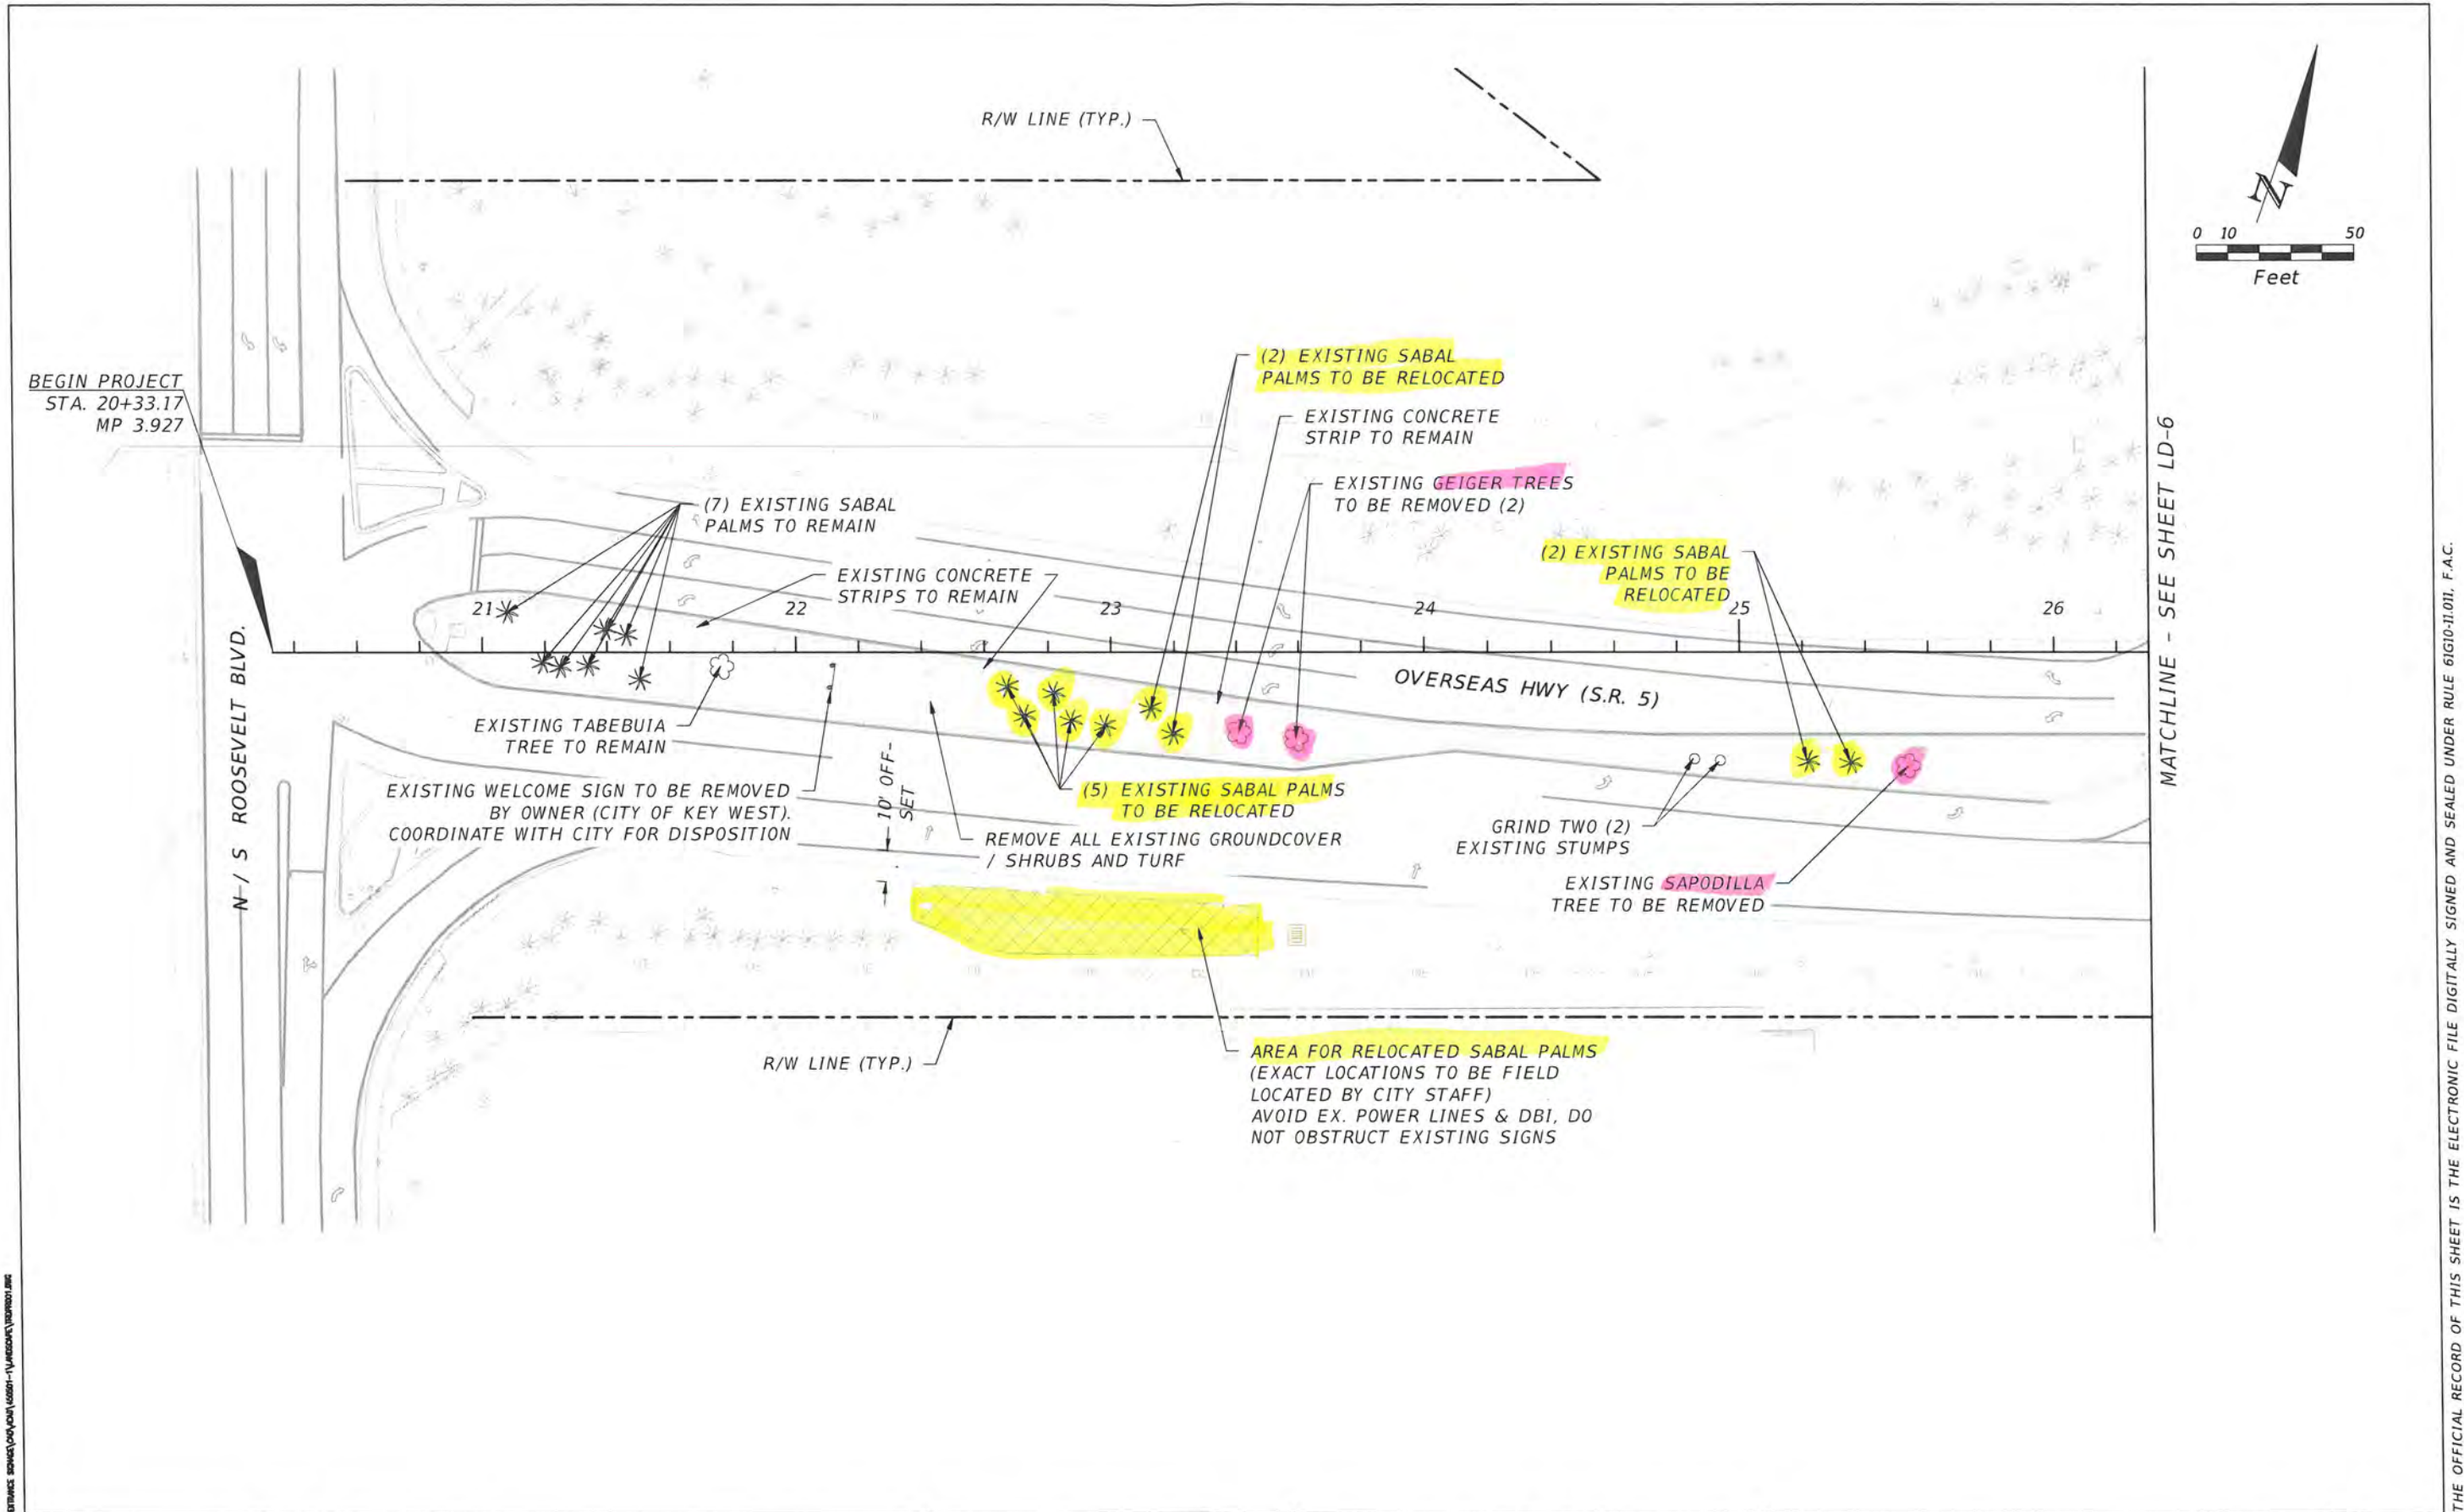 R/W LINE (TYP.)
N
0 10 50
Feet
BEGIN PROJECT
STA. 20+33.17
MP 3.927
(2) EXISTING SABAL
PALMS TO BE RELOCATED
EXISTING CONCRETE
STRIP TO REMAIN
EXISTING GEIGER TREES
TO BE REMOVED (2)
(7) EXISTING SABAL
PALMS TO REMAIN
(2) EXISTING SABAL
PALMS TO BE
RELOCATED
EXISTING CONCRETE
STRIPS TO REMAIN
21 22 23 24 25 26
OVERSEAS HWY (S.R. 5)
N / S ROOSEVELT BLVD.
EXISTING TABEBUIA
TREE TO REMAIN
EXISTING WELCOME SIGN TO BE REMOVED
BY OWNER (CITY OF KEY WEST).
COORDINATE WITH CITY FOR DISPOSITION
10' OFF-
SET
(5) EXISTING SABAL PALMS
TO BE RELOCATED
REMOVE ALL EXISTING GROUNDCOVER
/ SHRUBS AND TURF
GRIND TWO (2)
EXISTING STUMPS
EXISTING SAPODILLA
TREE TO BE REMOVED
R/W LINE (TYP.)
AREA FOR RELOCATED SABAL PALMS
(EXACT LOCATIONS TO BE FIELD
LOCATED BY CITY STAFF)
AVOID EX. POWER LINES & DBI, DO
NOT OBSTRUCT EXISTING SIGNS
MATCHLINE - SEE SHEET LD-6
THE OFFICIAL RECORD OF THIS SHEET IS THE ELECTRONIC FILE DIGITALLY SIGNED AND SEALED UNDER RULE 61G10-11.011, F.A.C.